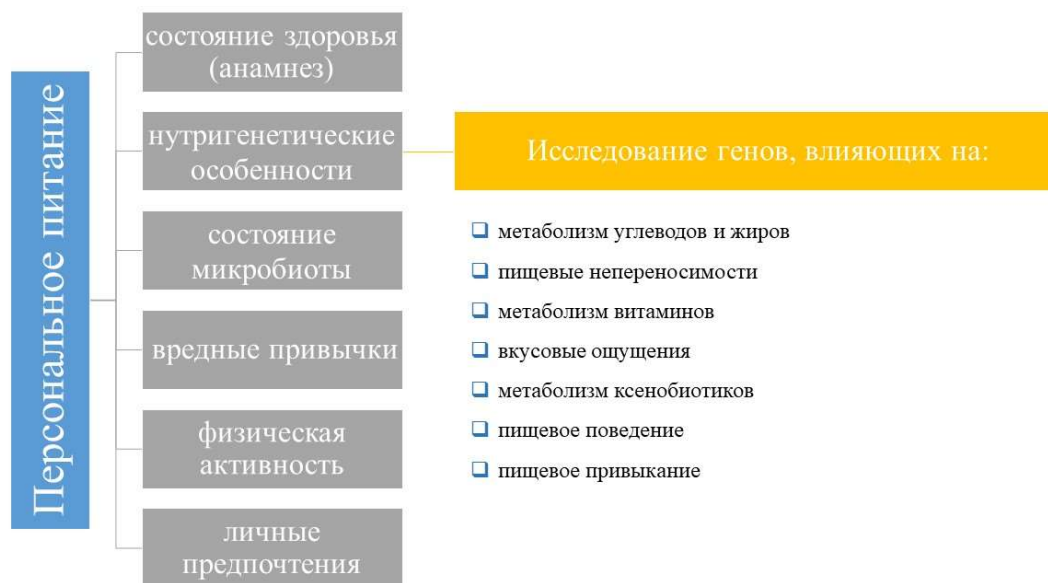 Персональное питание
состояние здоровья
(анамнез)
нутригенетические
особенности
состояние
микробиоты
вредные привычки
физическая
активность
личные
предпочтения
Исследование генов, влияющих на:
метаболизм углеводов и жиров
пищевые непереносимости
метаболизм витаминов
вкусовые ощущения
метаболизм ксенобиотиков
пищевое поведение
пищевое привыкание